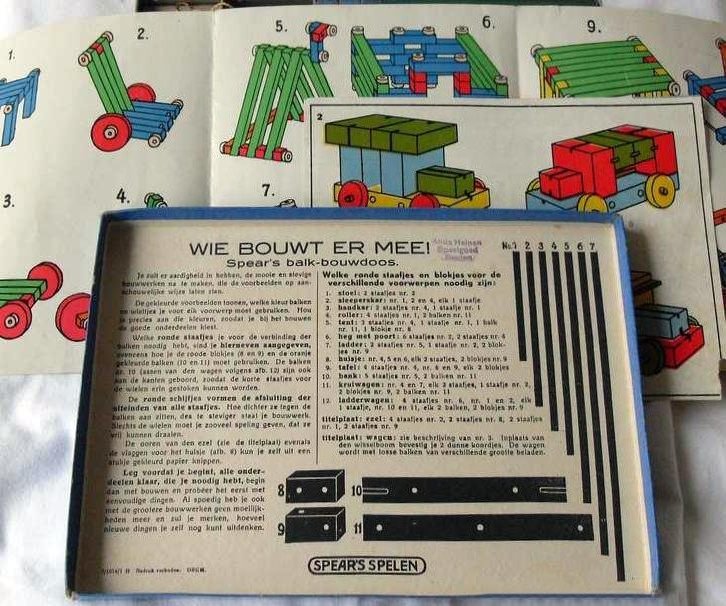 1.
2.
5.
6.
9.
2
3.
4.
7.
WIE BOUWT ER MEE!
Spear's balk-bouwdoos.
No. 1 2 3 4 5 6 7
Je zult er aardigheid in hebben, de mooie en stevige
bouwwerken na te maken, die de voorbeelden op aan-
schouwelijke wijze laten zien.
De gekleurde voorbeelden toonen, welke kleur balken
en wieltjes je voor elk voorwerp moet gebruiken. Hou
je precies aan die kleuren, zoodat je bij het bouwen
de goede onderdeelen kiest.
Welke ronde staafjes je voor de verbinding der
balken noodig hebt, vind je hiernevens aangegeven,
eveneens hoe je de roode blokjes (8 en 9) en de oranje
gekleurde balken (10 en 11) moet gebruiken. De balken
nr. 10 (assen van den wagen volgens afb. 12) zijn ook
aan de kanten geboord, zoodat de korte staafjes voor
de wielen erin gestoken kunnen worden.
De ronde schijfjes vormen de afsluiting der
uiteinden van alle staafjes. Hoe dichter ze tegen de
balken aan zitten, des te steviger staat je bouwwerk.
Slechts de wielen moet je zooveel speling geven, dat ze
vrij kunnen draaien.
De ooren van den ezel (zie de titelplaat) evenals
de vlaggen voor het huisje (afb. 8) kun je zelf uit een
stukje gekleurd papier knippen.
Leg voordat je begint, alle onder-
deelen klaar, die je noodig hebt, begin
dan met bouwen en probeer het eerst met
eenvoudige dingen. Al spoedig heb je ook
met de grootere bouwwerken geen moeilijk-
heden meer en zul je merken, hoeveel
nieuwe dingen je zelf nog kunt uitdenken.
Welke ronde staafjes en blokjes voor de
verschillende voorwerpen noodig zijn:
1. stoel: 2 staafjes nr. 3
2. sleeperskar: nr. 1, 2 en 4, elk 1 staafje
3. handkar: 2 staafjes nr. 4, 1 staafje nr. 1
4. roller: 4 staafjes nr. 1, 2 balken nr. 11
5. tent: 2 staafjes nr. 4, 1 staafje nr. 1, 1 balk
nr. 11, 1 blokje nr. 8
6. heg met poort: 6 staafjes nr. 2, 2 staafjes nr. 4
7. ladder: 2 staafjes nr. 5, 1 staafje nr. 2, 2 blok-
jes nr. 9
8. huisje: nr. 4, 5 en 6, elk 2 staafjes, 2 blokjes nr. 9
9. tafel: 4 staafjes nr. 4, nr. 8 en 9, elk 2 blokjes
10. bank: 5 staafjes nr. 5, 2 balken nr. 11
11. kruiwagen: nr. 4 en 7, elk 2 staafjes, 1 staafje nr. 2,
2 blokjes nr. 9, 2 balken nr. 11
12. ladderwagen: 4 staafjes nr. 6, nr. 1 en 2, elk
1 staafje, nr. 10 en 11, elk 2 balken, 2 blokjes nr. 9
titelplaat: ezel: 4 staafjes nr. 2, 2 staafjes nr. 8, 2 staafjes
nr. 1, 2 staafjes nr. 9
titelplaat: wagen: zie beschrijving van nr. 3. Inplaats van
den wisselboom bevestig je 2 dunne koordjes. De wagen
wordt met losse balken van verschillende grootte beladen.
8
10
9
11
SPEAR'S SPELEN
Nadruk verboden. DRGM.